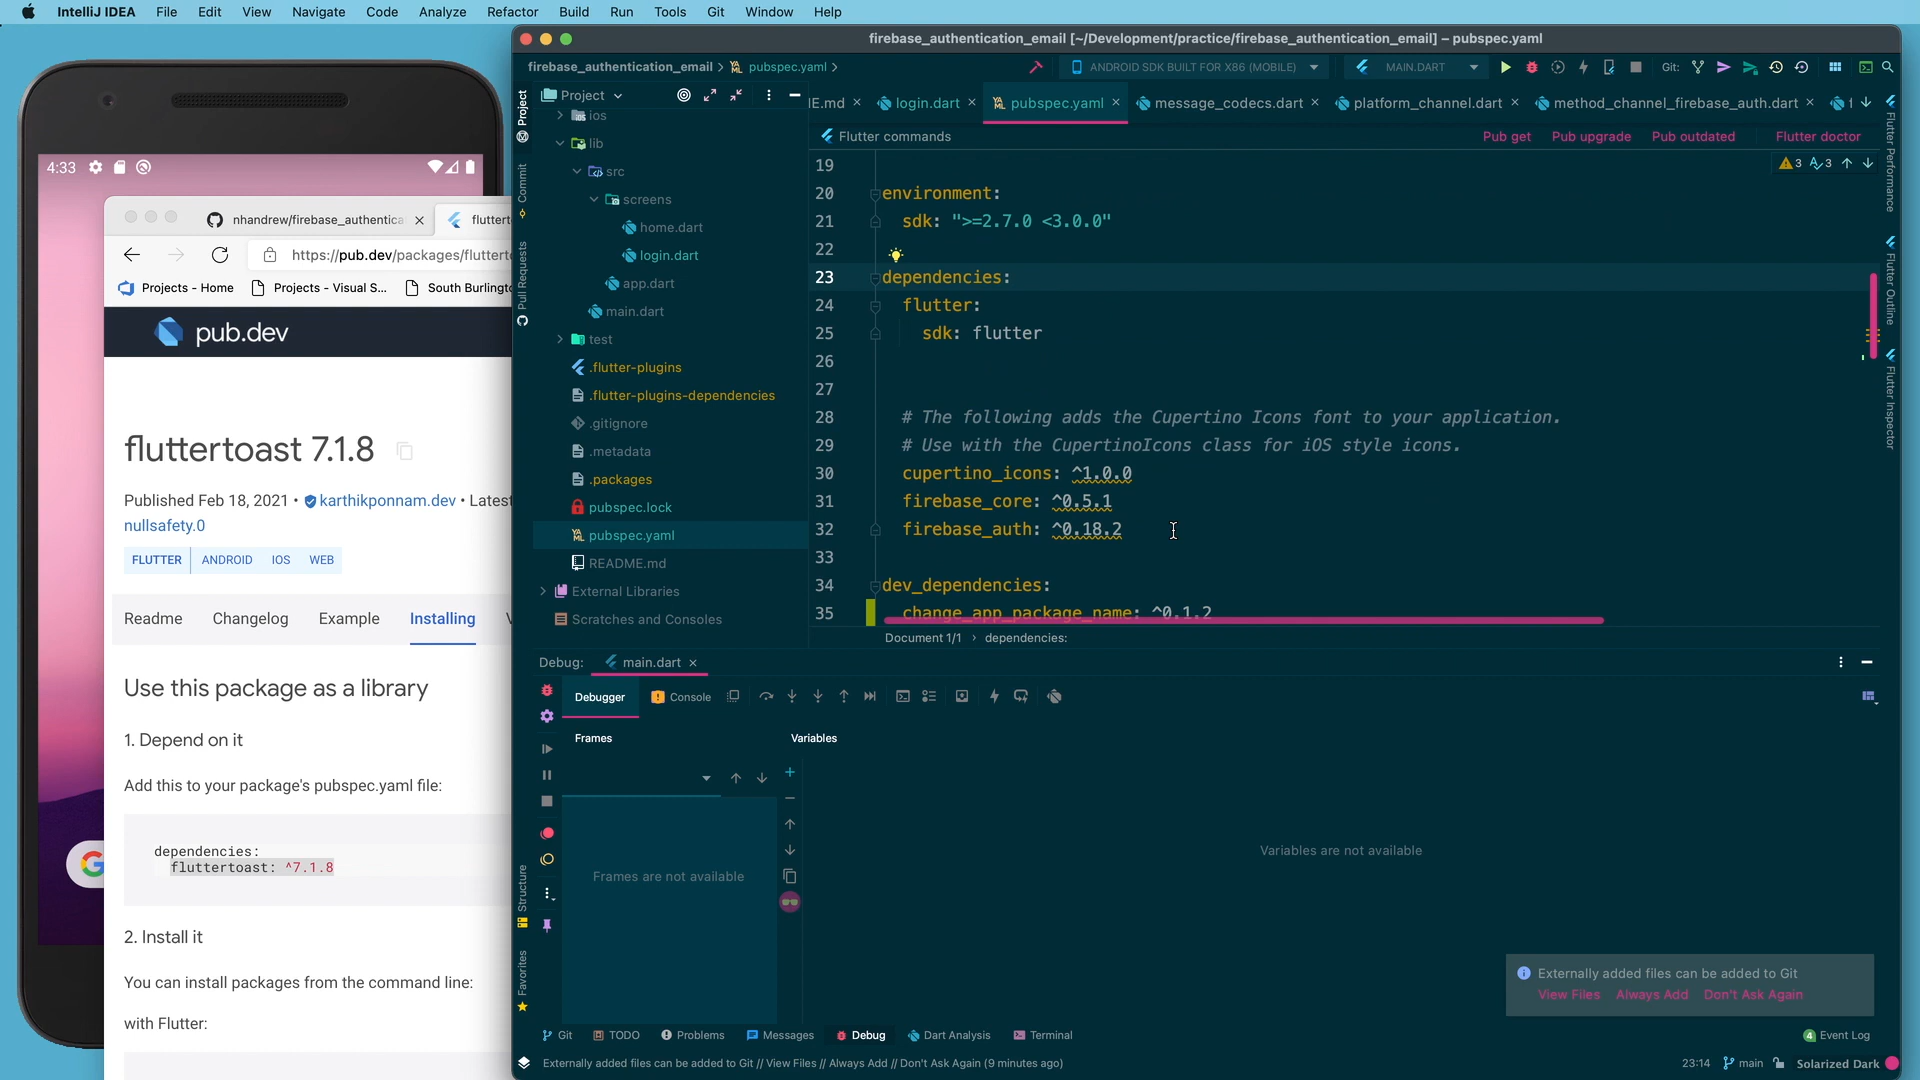 IntelliJ IDEA File Edit View Navigate Code Analyze Refactor Build Run Tools Git Window Help
firebase_authentication_email [~/Development/practice/firebase_authentication_email] – pubspec.yaml
firebase_authentication_email pubspec.yaml
ANDROID SDK BUILT FOR X86 (MOBILE) MAIN.DART Git:
Project
E.md login.dart pubspec.yaml message_codecs.dart platform_channel.dart method_channel_firebase_auth.dart
Flutter commands Pub get Pub upgrade Pub outdated Flutter doctor
3 3
Project
Commit
Pull Requests
Structure
Favorites
Flutter Performance
Flutter Outline
Flutter Inspector
ios
lib
src
screens
home.dart
login.dart
app.dart
main.dart
test
.flutter-plugins
.flutter-plugins-dependencies
.gitignore
.metadata
.packages
pubspec.lock
pubspec.yaml
README.md
External Libraries
Scratches and Consoles
19
20 environment:
21 sdk: ">=2.7.0 <3.0.0"
22
23 dependencies:
24 flutter:
25 sdk: flutter
26
27
28 # The following adds the Cupertino Icons font to your application.
29 # Use with the CupertinoIcons class for iOS style icons.
30 cupertino_icons: ^1.0.0
31 firebase_core: ^0.5.1
32 firebase_auth: ^0.18.2
33
34 dev_dependencies:
35 change_app_package_name: ^0.1.2
Document 1/1 › dependencies:
Debug: main.dart
Debugger Console
Frames Variables
Frames are not available
Variables are not available
Externally added files can be added to Git
View Files Always Add Don't Ask Again
Git TODO Problems Messages Debug Dart Analysis Terminal 4 Event Log
Externally added files can be added to Git // View Files // Always Add // Don't Ask Again (9 minutes ago) 23:14 main Solarized Dark
4:33
nhandrew/firebase_authentica
https://pub.dev/packages/flutterto
Projects - Home Projects - Visual S... South Burlingt
pub.dev
fluttertoast 7.1.8
Published Feb 18, 2021 • karthikponnam.dev • Latest
nullsafety.0
FLUTTER ANDROID IOS WEB
Readme Changelog Example Installing
Use this package as a library
1. Depend on it
Add this to your package's pubspec.yaml file:
dependencies:
fluttertoast: ^7.1.8
2. Install it
You can install packages from the command line:
with Flutter: